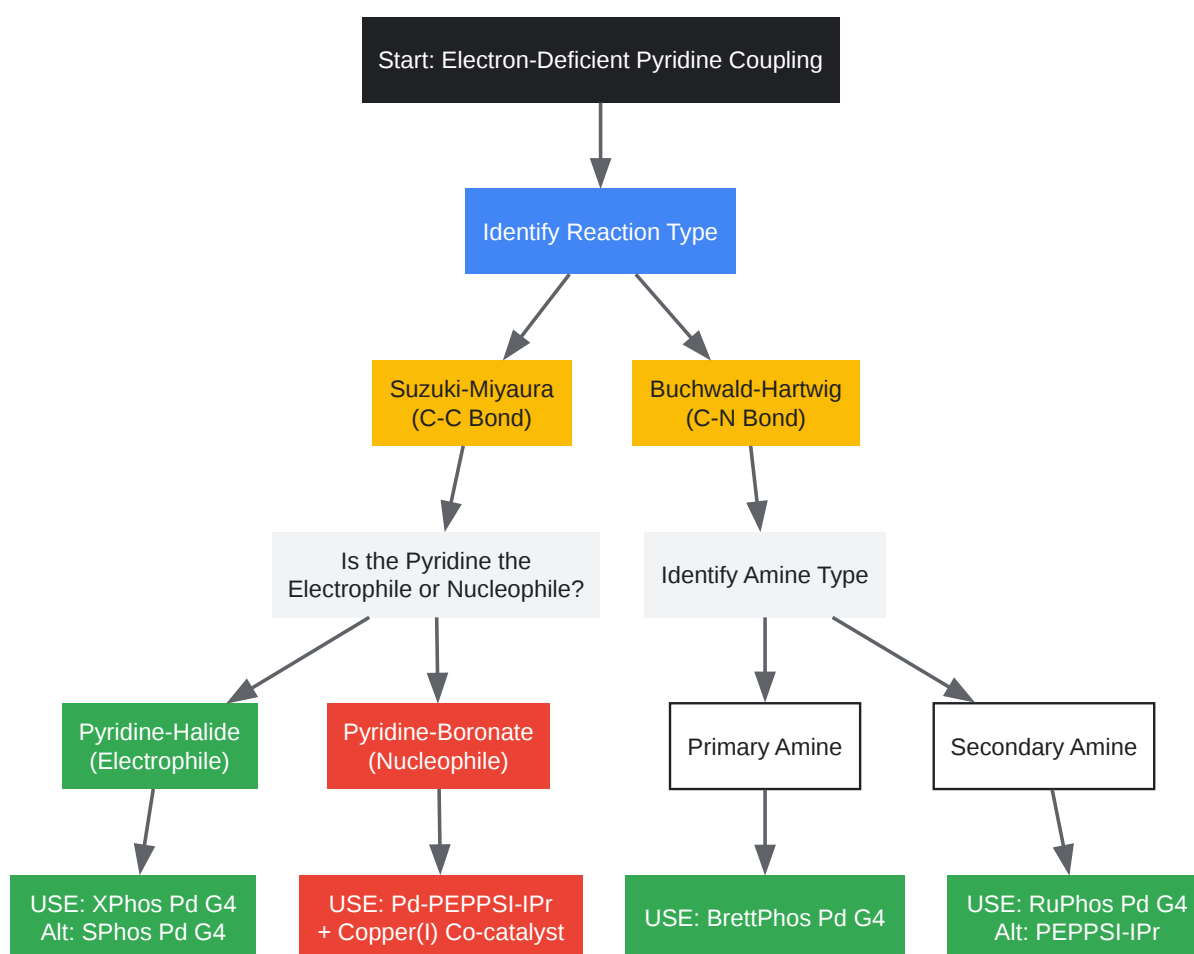 Start: Electron-Deficient Pyridine Coupling
Identify Reaction Type
Suzuki-Miyaura
(C-C Bond)
Buchwald-Hartwig
(C-N Bond)
Is the Pyridine the
Electrophile or Nucleophile?
Identify Amine Type
Pyridine-Halide
(Electrophile)
Pyridine-Boronate
(Nucleophile)
Primary Amine
Secondary Amine
USE: XPhos Pd G4
Alt: SPhos Pd G4
USE: Pd-PEPPSI-IPr
+ Copper(I) Co-catalyst
USE: BrettPhos Pd G4
USE: RuPhos Pd G4
Alt: PEPPSI-IPr